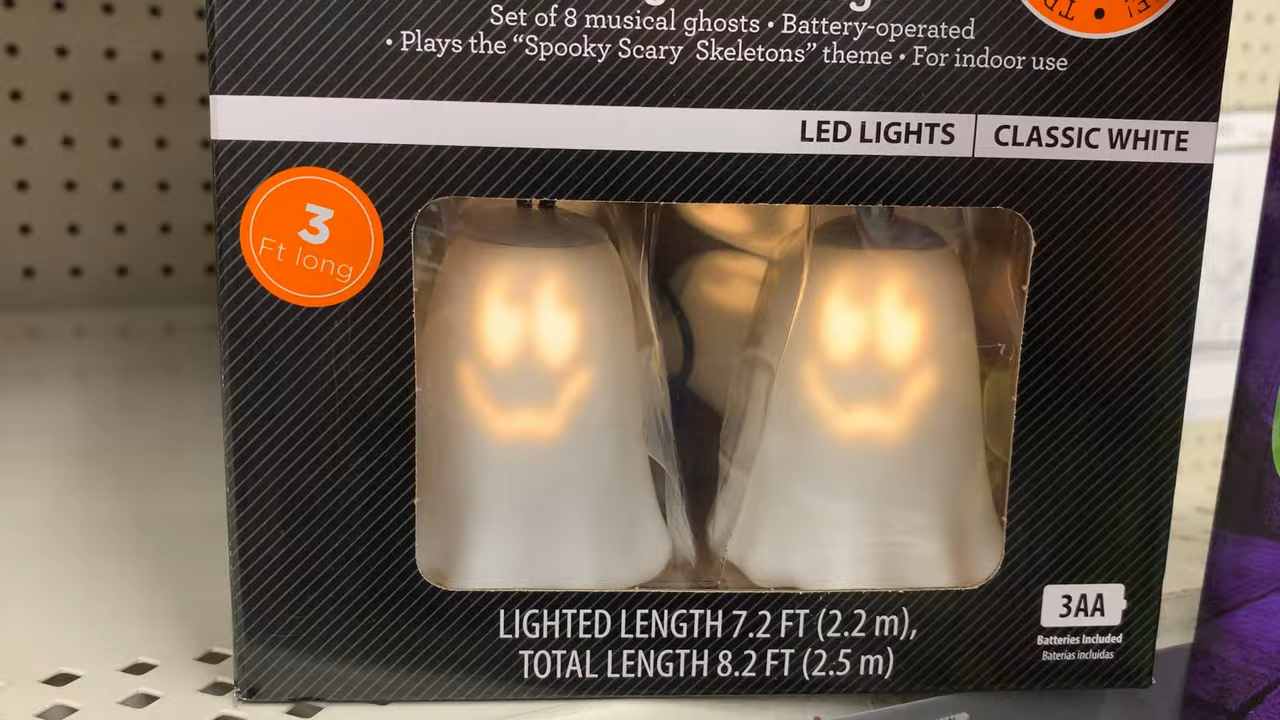 Set of 8 musical ghosts • Battery-operated
• Plays the “Spooky Scary Skeletons” theme • For indoor use
LED LIGHTS | CLASSIC WHITE
3
Ft long
LIGHTED LENGTH 7.2 FT (2.2 m),
TOTAL LENGTH 8.2 FT (2.5 m)
3AA
Batteries Included
Baterías incluidas